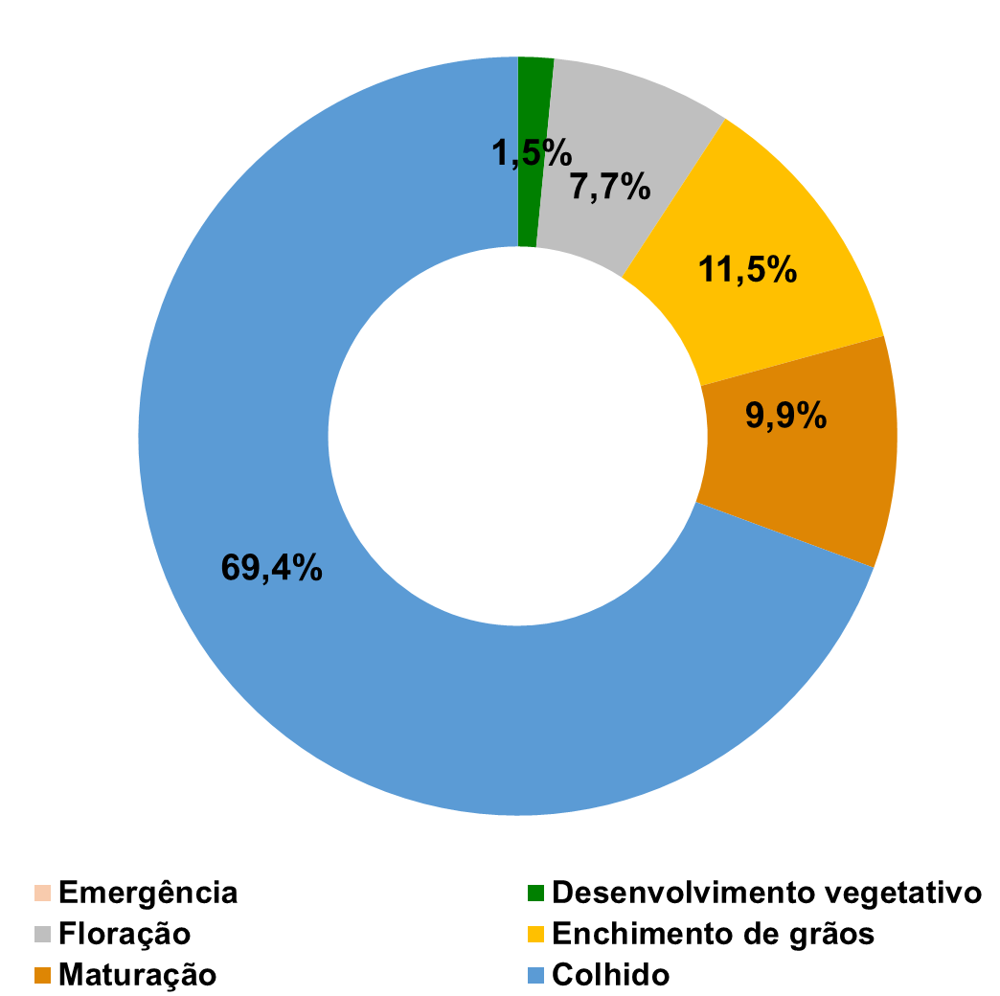 1,5%
7,7%
11,5%
9,9%
69,4%
Emergência
Desenvolvimento vegetativo
Floração
Enchimento de grãos
Maturação
Colhido